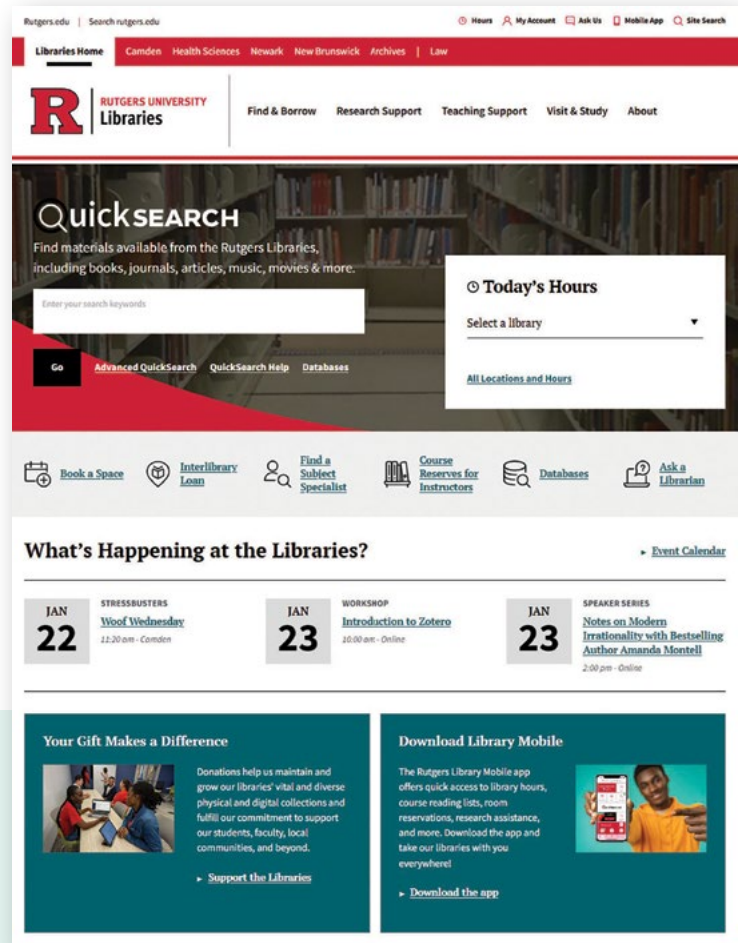 Rutgers.edu | Search rutgers.edu
Hours My Account Ask Us Mobile App Site Search
Libraries Home Camden Health Sciences Newark New Brunswick Archives | Law
R RUTGERS UNIVERSITY
Libraries
Find & Borrow Research Support Teaching Support Visit & Study About
QuickSEARCH
Find materials available from the Rutgers Libraries,
including books, journals, articles, music, movies & more.
Enter your search keywords
Go Advanced QuickSearch QuickSearch Help Databases
Today's Hours
Select a library
All Locations and Hours
Book a Space
Interlibrary
Loan
Find a
Subject
Specialist
Course
Reserves for
Instructors
Databases
Ask a
Librarian
What's Happening at the Libraries?
Event Calendar
JAN
22
STRESSBUSTERS
Woof Wednesday
11:20 am - Camden
JAN
23
WORKSHOP
Introduction to Zotero
10:00 am - Online
JAN
23
SPEAKER SERIES
Notes on Modern
Irrationality with Bestselling
Author Amanda Montell
2:00 pm - Online
Your Gift Makes a Difference
Donations help us maintain and
grow our libraries' vital and diverse
physical and digital collections and
fulfill our commitment to support
our students, faculty, local
communities, and beyond.
Support the Libraries
Download Library Mobile
The Rutgers Library Mobile app
offers quick access to library hours,
course reading lists, room
reservations, research assistance,
and more. Download the app and
take our libraries with you
everywhere!
Download the app